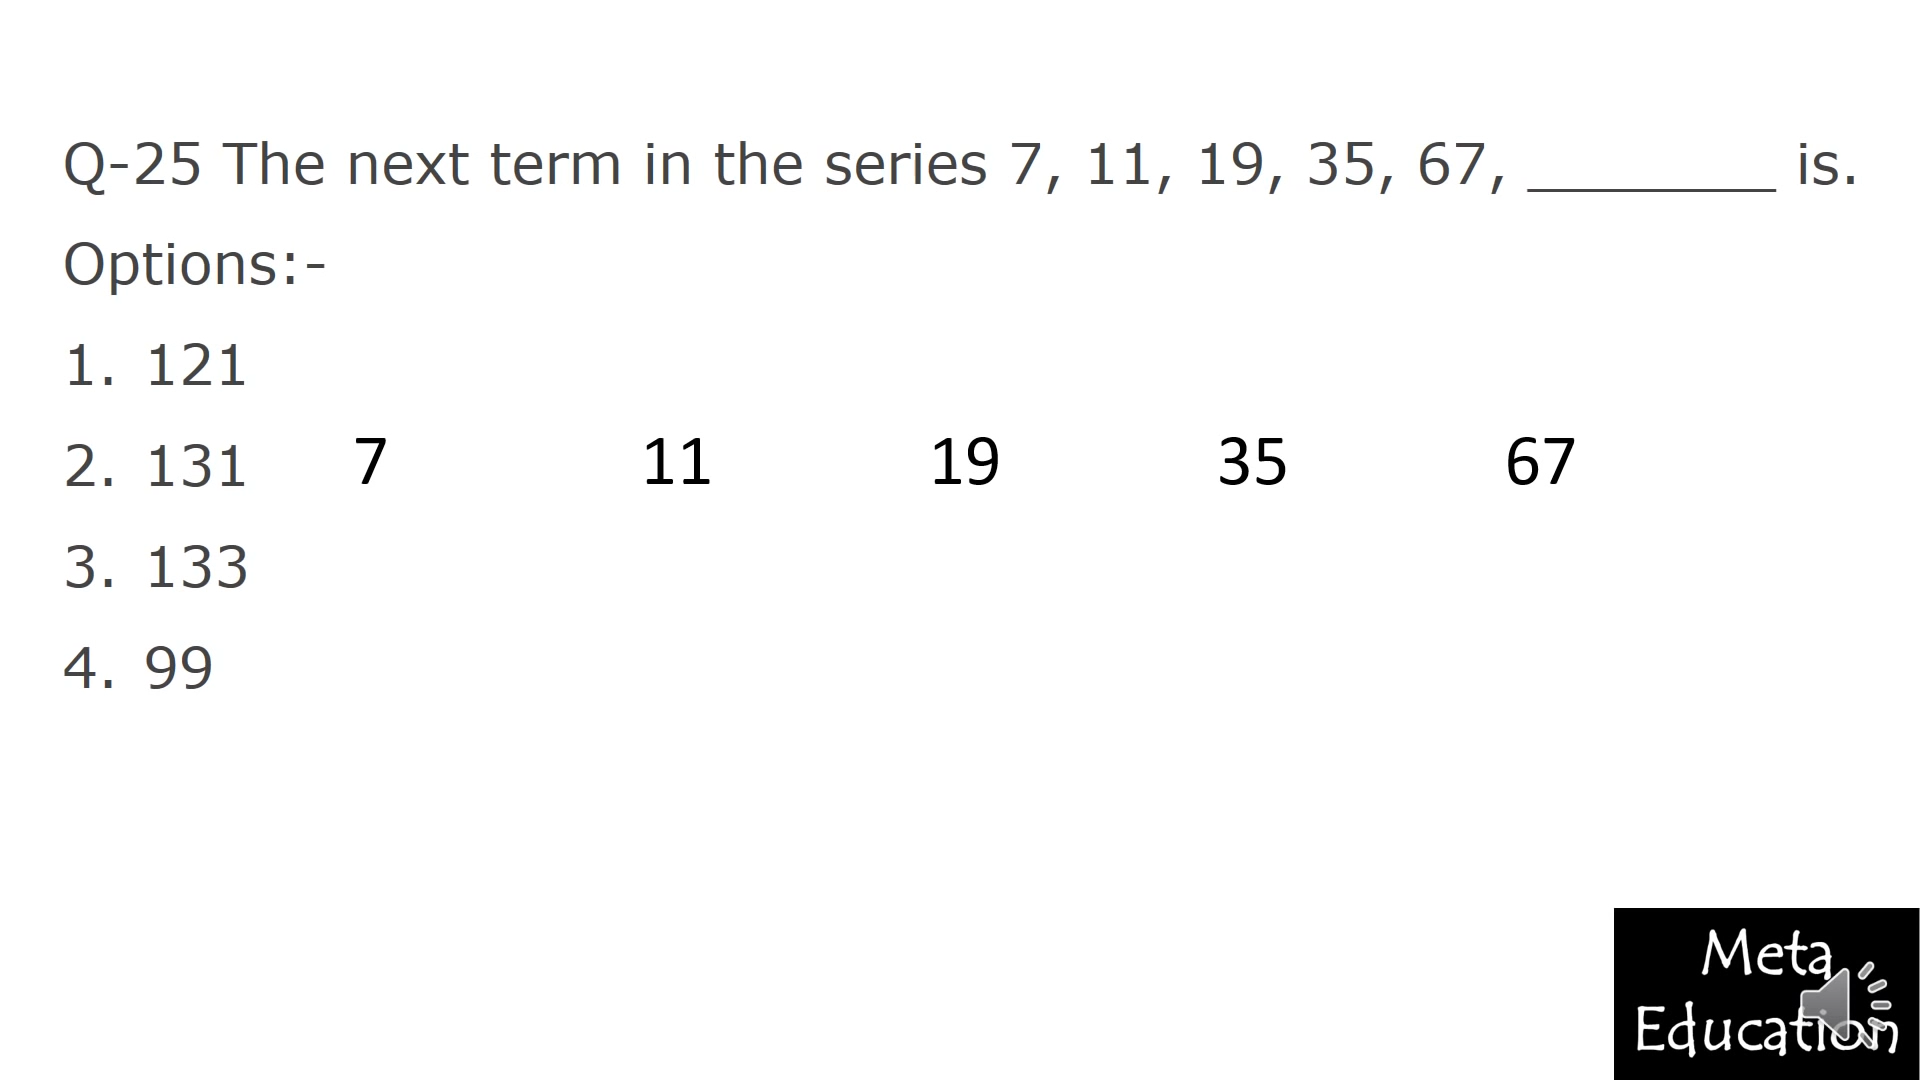 Q-25 The next term in the series 7, 11, 19, 35, 67, ________ is.
Options:-
1. 121
2. 131
7 11 19 35 67
3. 133
4. 99
Meta
Education